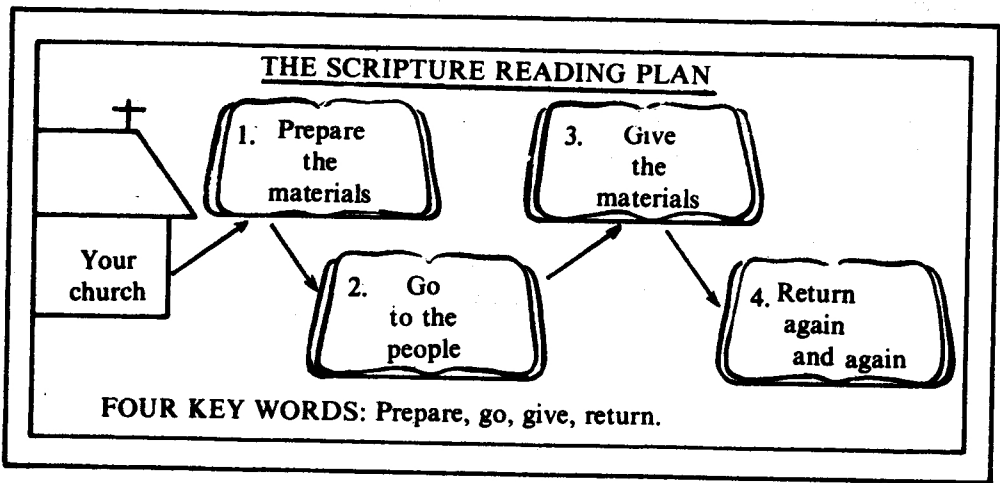 THE SCRIPTURE READING PLAN
Your
church
1. Prepare
the
materials
2. Go
to the
people
3. Give
the
materials
4. Return
again
and again
FOUR KEY WORDS: Prepare, go, give, return.